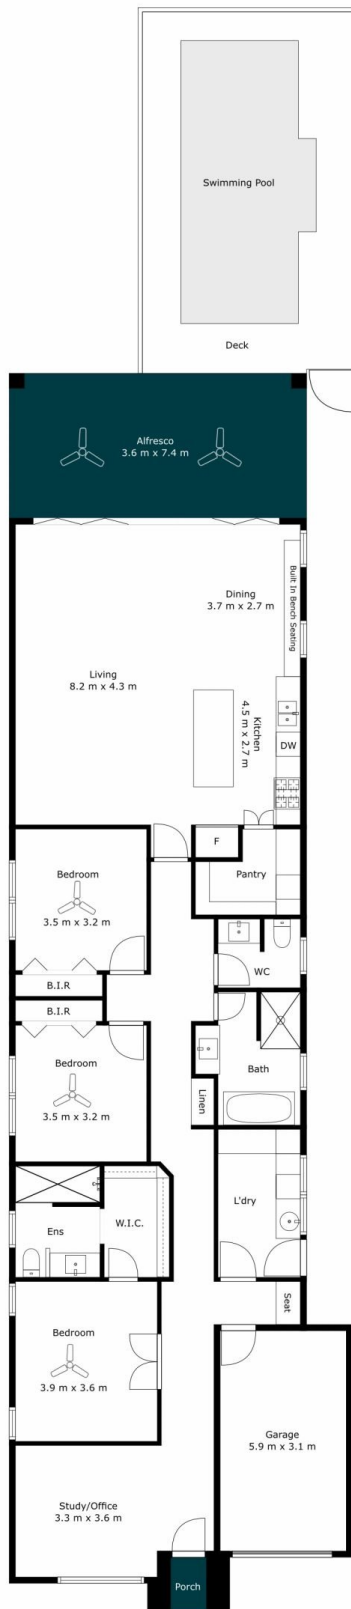 Swimming Pool
Deck
Alfresco
3.6 m x 7.4 m
Dining
3.7 m x 2.7 m
Built In Bench Seating
Living
8.2 m x 4.3 m
Kitchen
4.5 m x 2.7 m
DW
F
Pantry
Bedroom
3.5 m x 3.2 m
B.I.R
WC
B.I.R
Bedroom
3.5 m x 3.2 m
Bath
Linen
L'dry
W.I.C.
Ens
Seat
Bedroom
3.9 m x 3.6 m
Garage
5.9 m x 3.1 m
Study/Office
3.3 m x 3.6 m
Porch